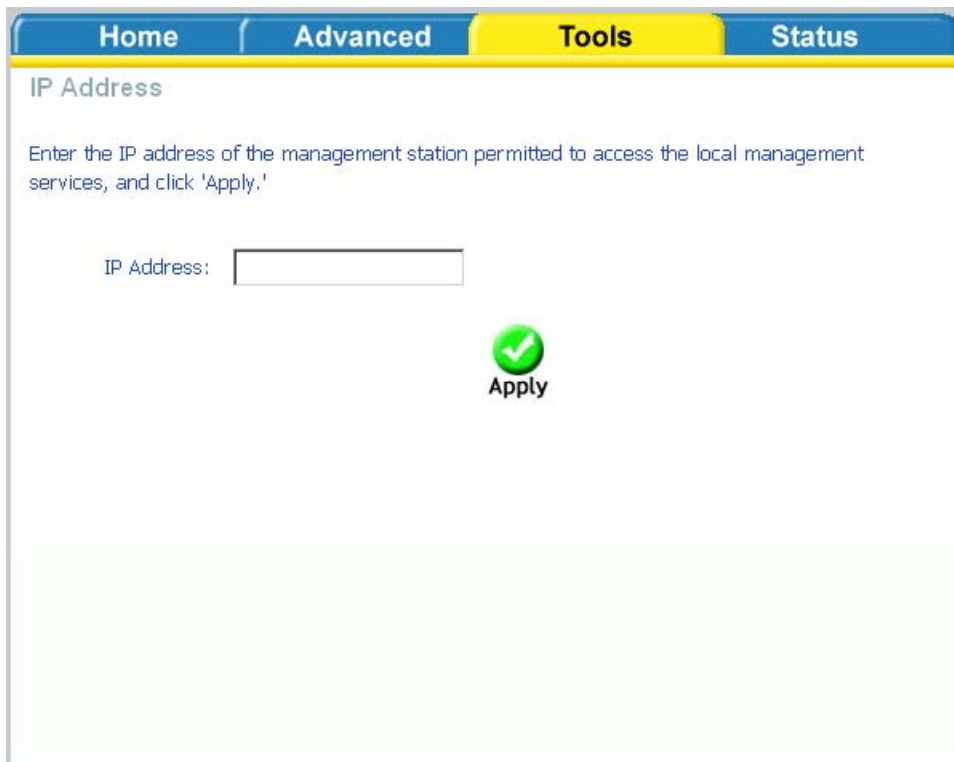 Home Advanced Tools Status
IP Address
Enter the IP address of the management station permitted to access the local management
services, and click 'Apply.'
IP Address:
Apply